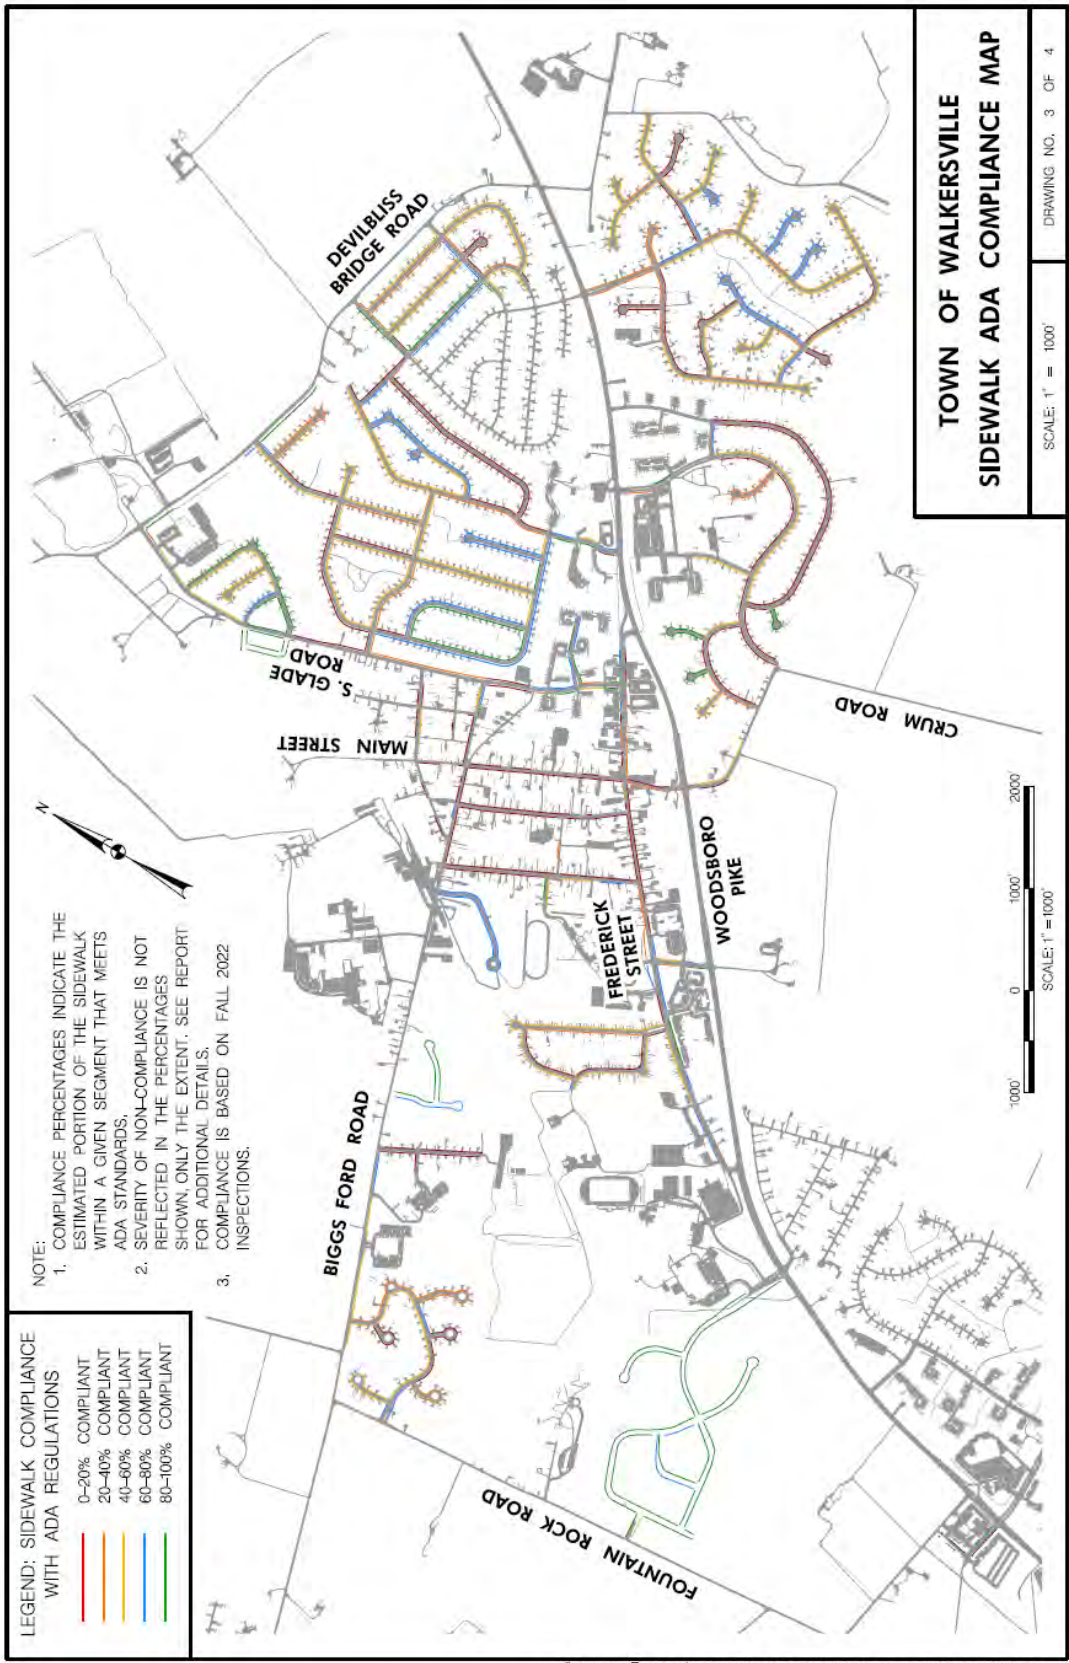 NOTE:
1. COMPLIANCE PERCENTAGES INDICATE THE
ESTIMATED PORTION OF THE SIDEWALK
WITHIN A GIVEN SEGMENT THAT MEETS
ADA STANDARDS.
2. SEVERITY OF NON-COMPLIANCE IS NOT
REFLECTED IN THE PERCENTAGES
SHOWN, ONLY THE EXTENT. SEE REPORT
FOR ADDITIONAL DETAILS.
3. COMPLIANCE IS BASED ON FALL 2022
INSPECTIONS.
LEGEND: SIDEWALK COMPLIANCE
WITH ADA REGULATIONS
0-20% COMPLIANT
20-40% COMPLIANT
40-60% COMPLIANT
60-80% COMPLIANT
80-100% COMPLIANT
N
DEVILBLISS
BRIDGE ROAD
S. GLADE
ROAD
MAIN STREET
BIGGS FORD ROAD
FREDERICK
STREET
WOODSBORO
PIKE
CRUM ROAD
FOUNTAIN ROCK ROAD
1000'
0
1000'
2000'
SCALE: 1" =1000'
TOWN OF WALKERSVILLE
SIDEWALK ADA COMPLIANCE MAP
SCALE: 1" = 1000'
DRAWING NO. 3 OF 4